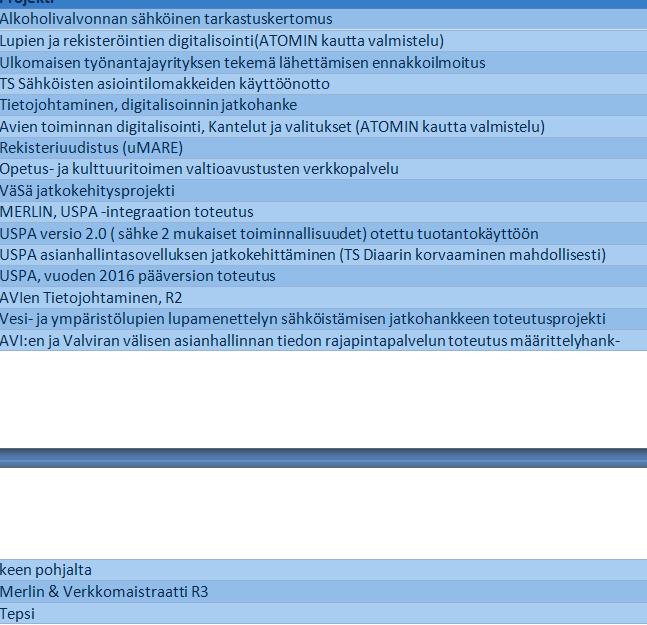 Projekti
Alkoholivalvonnan sähköinen tarkastuskertomus
Lupien ja rekisteröintien digitalisointi(ATOMIN kautta valmistelu)
Ulkomaisen työnantajayrityksen tekemä lähettämisen ennakkoilmoitus
TS Sähköisten asiointilomakkeiden käyttöönotto
Tietojohtaminen, digitalisoinnin jatkohanke
Avien toiminnan digitalisointi, Kantelut ja valitukset (ATOMIN kautta valmistelu)
Rekisteriuudistus (uMARE)
Opetus- ja kulttuuritoimen valtioavustusten verkkopalvelu
VäSä jatkokehitysprojekti
MERLIN, USPA -integraation toteutus
USPA versio 2.0 ( sähke 2 mukaiset toiminnallisuudet) otettu tuotantokäyttöön
USPA asianhallintasovelluksen jatkokehittäminen (TS Diaarin korvaaminen mahdollisesti)
USPA, vuoden 2016 pääversion toteutus
AVIen Tietojohtaminen, R2
Vesi- ja ympäristölupien lupamenettelyn sähköistämisen jatkohankkeen toteutusprojekti
AVI:en ja Valviran välisen asianhallinnan tiedon rajapintapalvelun toteutus määrittelyhank-
keen pohjalta
Merlin & Verkkomaistraatti R3
Tepsi